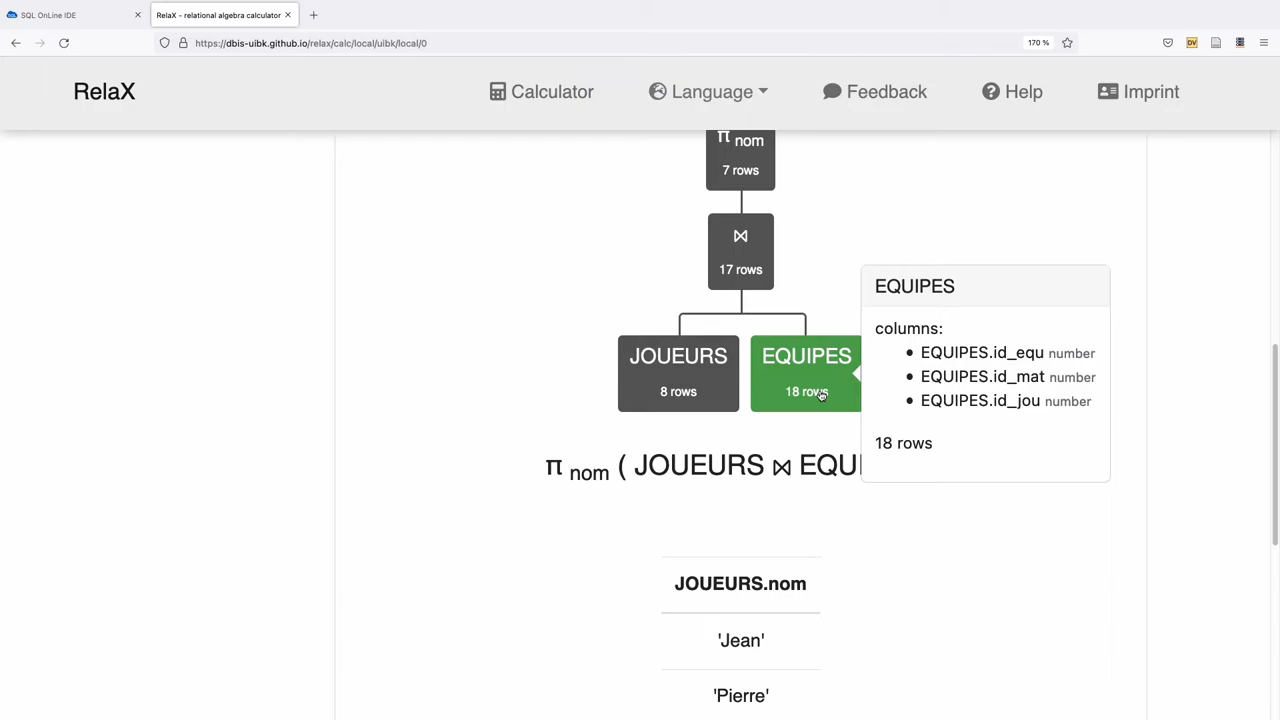 SQL OnLine IDE
RelaX - relational algebra calculator
https://dbis-uibk.github.io/relax/calc/local/uibk/local/0
170 %
DV
RelaX
Calculator
Language
Feedback
Help
Imprint
π nom
7 rows
⋈
17 rows
JOUEURS
8 rows
EQUIPES
18 rows
EQUIPES
columns:
• EQUIPES.id_equ number
• EQUIPES.id_mat number
• EQUIPES.id_jou number
18 rows
π nom ( JOUEURS ⋈ EQUI
JOUEURS.nom
'Jean'
'Pierre'